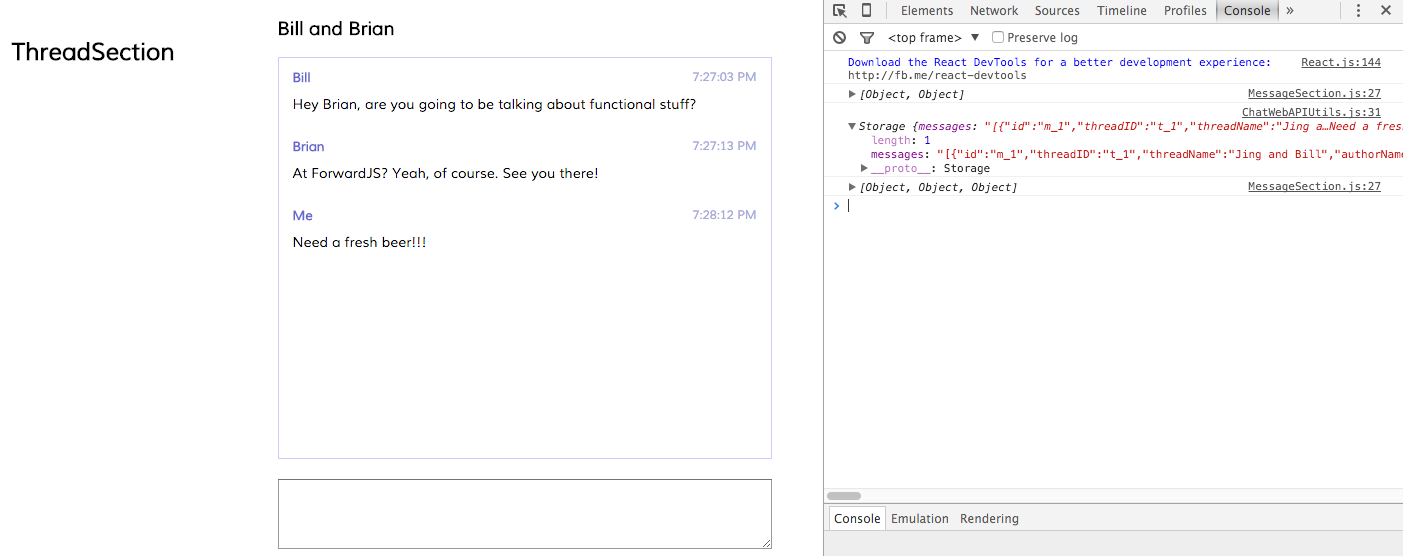 ThreadSection
Bill and Brian
Bill 7:27:03 PM
Hey Brian, are you going to be talking about functional stuff?
Brian 7:27:13 PM
At ForwardJS? Yeah, of course. See you there!
Me 7:28:12 PM
Need a fresh beer!!!
Elements Network Sources Timeline Profiles Console »
<top frame> ▼ Preserve log
Download the React DevTools for a better development experience: React.js:144
http://fb.me/react-devtools
[Object, Object] MessageSection.js:27
ChatWebAPIUtils.js:31
Storage {messages: "[{"id":"m_1","threadID":"t_1","threadName":"Jing a…Need a fres
length: 1
messages: "[{"id":"m_1","threadID":"t_1","threadName":"Jing and Bill","authorName
__proto__: Storage
[Object, Object, Object] MessageSection.js:27
>
Console Emulation Rendering